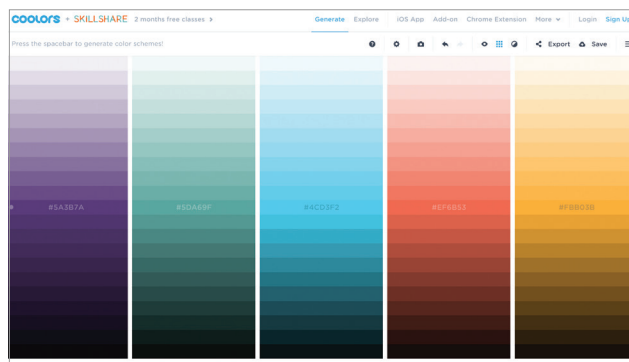 coolors + SKILLSHARE 2 months free classes > Generate Explore iOS App Add-on Chrome Extension More Login Sign Up
Press the spacebar to generate color schemes! Export Save
#5A3B7A #5DA69F #4CD3F2 #EF6B53 #FBB03B